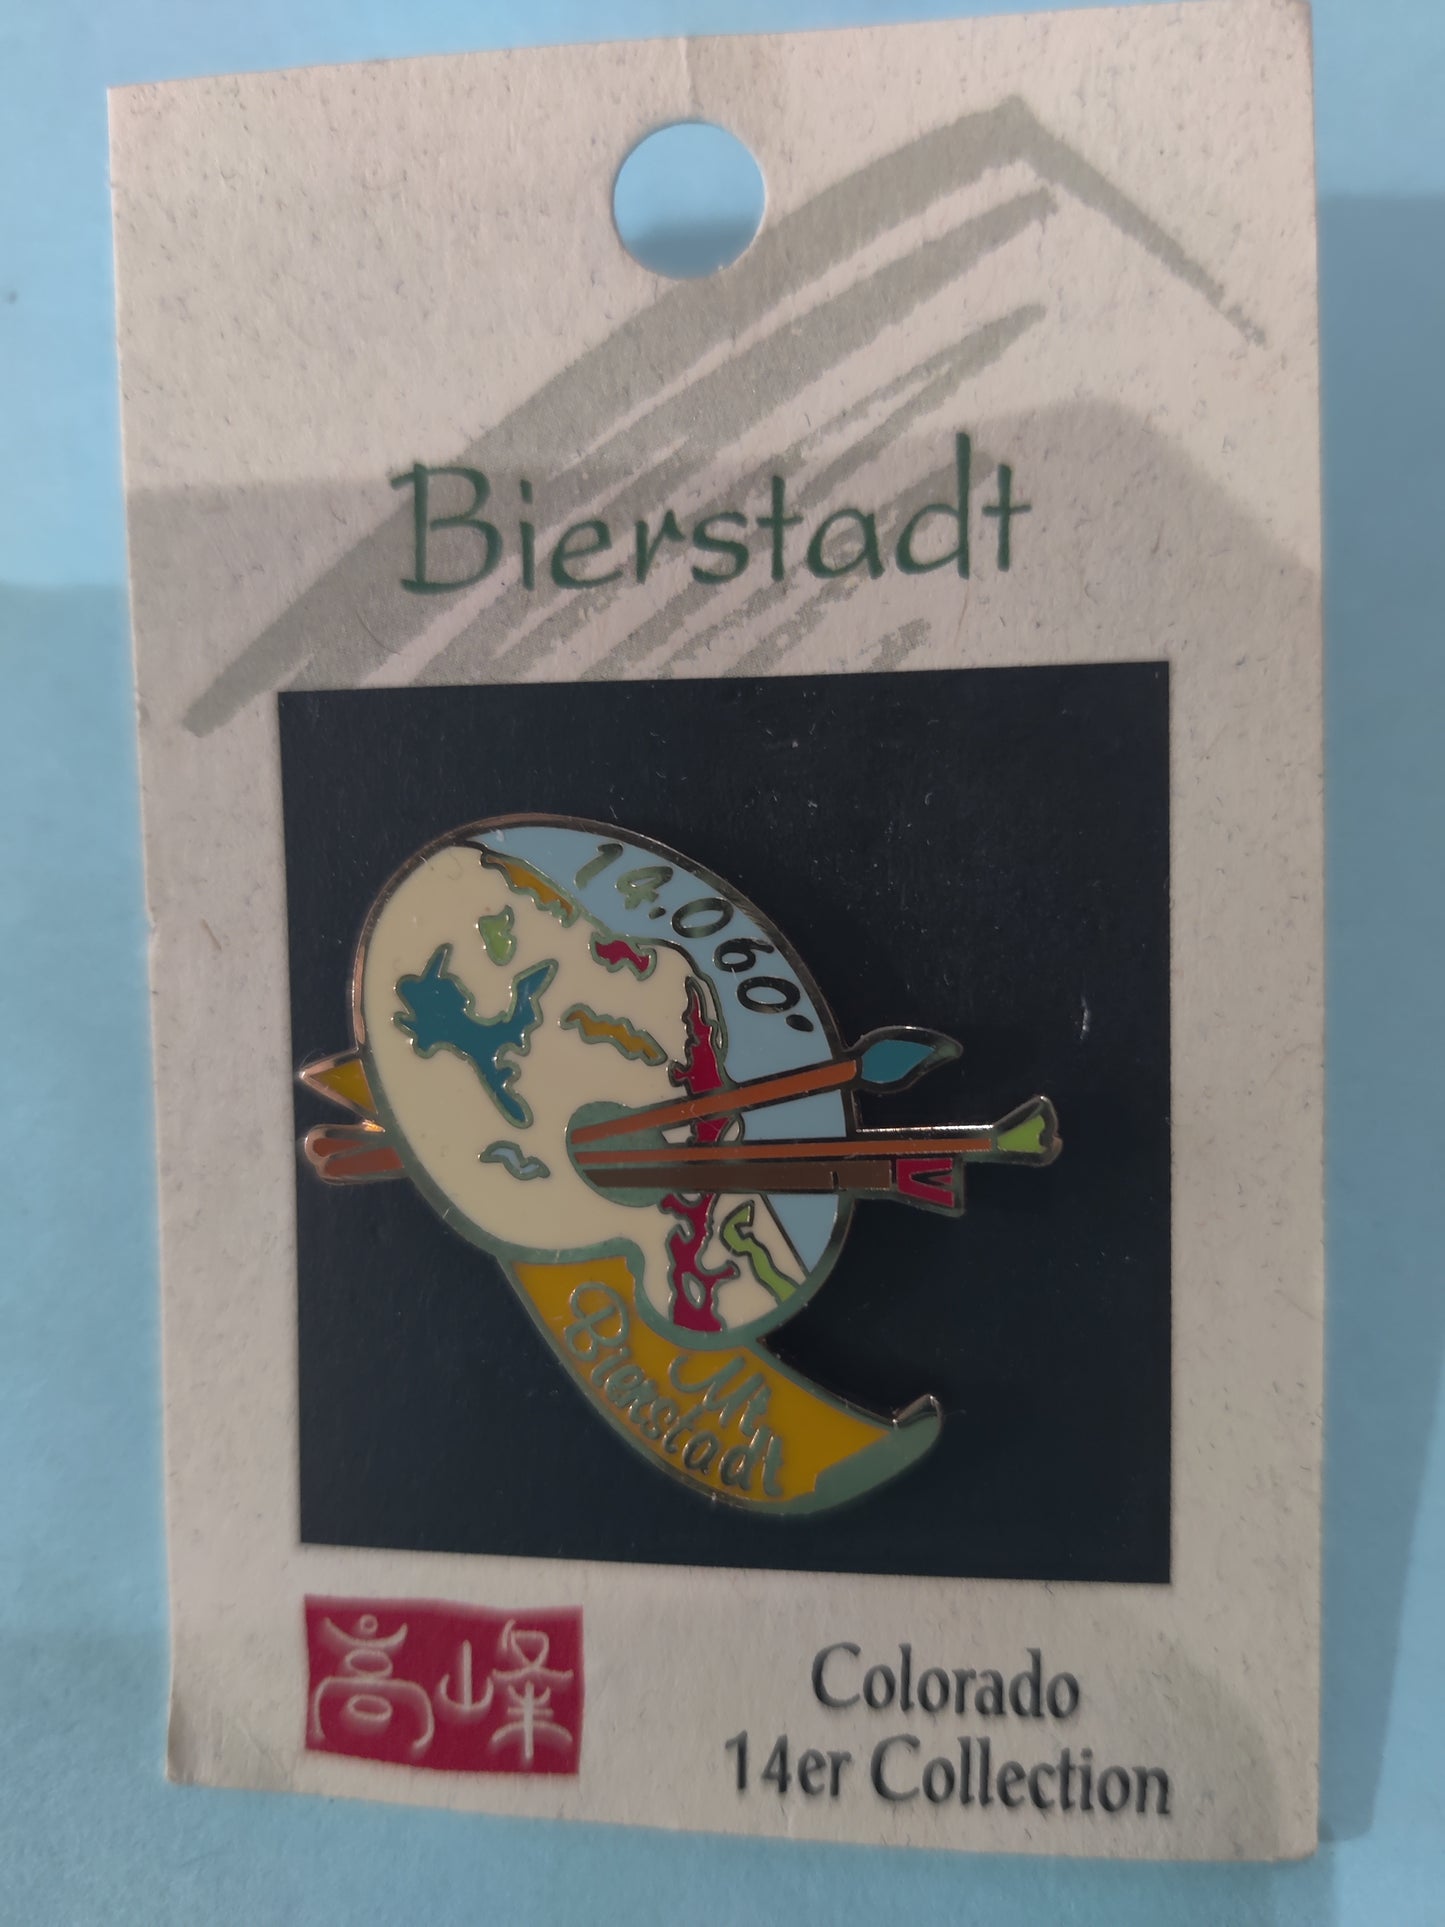 Bierstadt
14,060'
Mt.
Bierstadt
高峰
Colorado
14er Collection